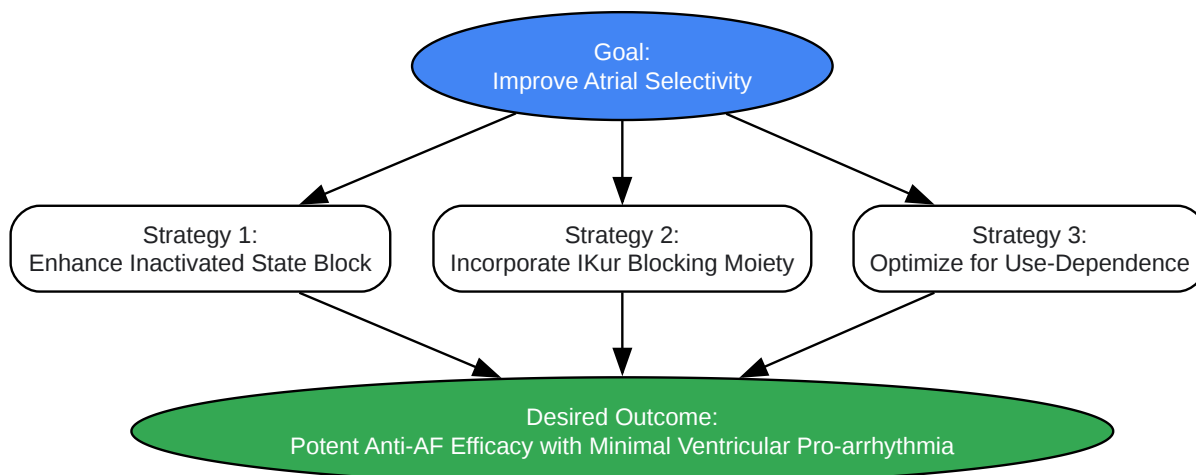 Goal:
Improve Atrial Selectivity
Strategy 1:
Enhance Inactivated State Block
Strategy 2:
Incorporate IKur Blocking Moiety
Strategy 3:
Optimize for Use-Dependence
Desired Outcome:
Potent Anti-AF Efficacy with Minimal Ventricular Pro-arrhythmia